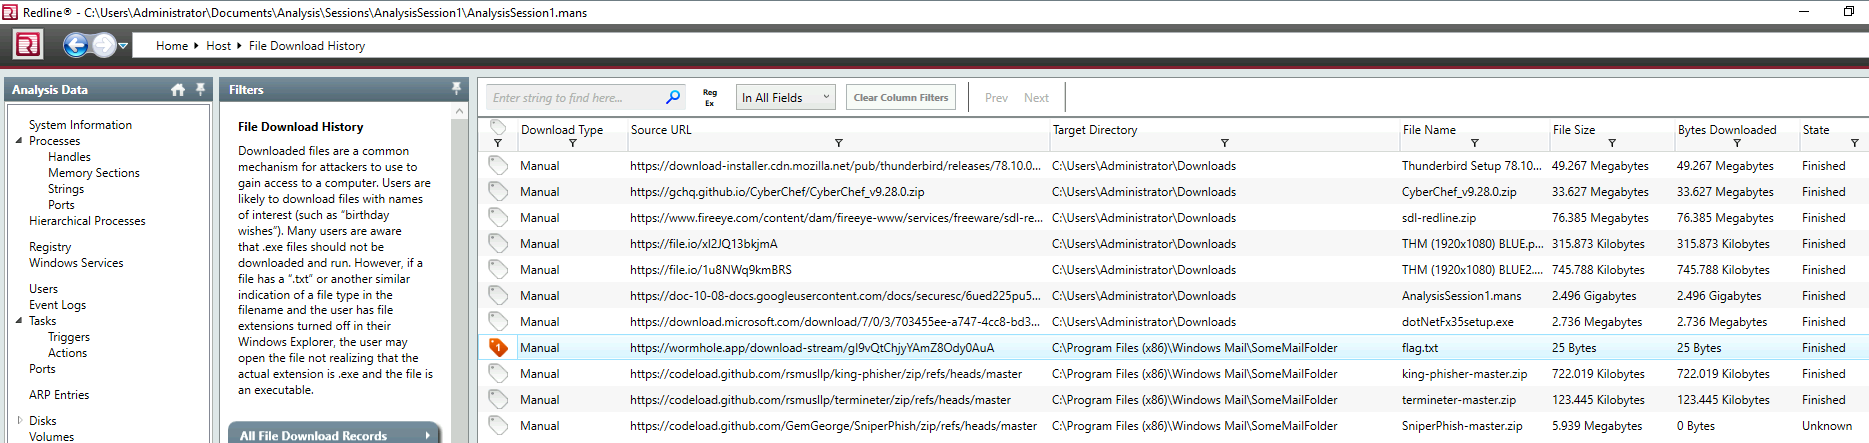 Redline® - C:\Users\Administrator\Documents\Analysis\Sessions\AnalysisSession1\AnalysisSession1.mans
Home Host File Download History
Analysis Data
System Information
Processes
Handles
Memory Sections
Strings
Ports
Hierarchical Processes
Registry
Windows Services
Users
Event Logs
Tasks
Triggers
Actions
Ports
ARP Entries
Disks
Volumes
Filters
File Download History
Downloaded files are a common
mechanism for attackers to use to
gain access to a computer. Users are
likely to download files with names
of interest (such as "birthday
wishes"). Many users are aware
that .exe files should not be
downloaded and run. However, if a
file has a ".txt" or another similar
indication of a file type in the
filename and the user has file
extensions turned off in their
Windows Explorer, the user may
open the file not realizing that the
actual extension is .exe and the file is
an executable.
All File Download Records
Enter string to find here... Reg Ex In All Fields Clear Column Filters Prev Next
Download Type Source URL Target Directory File Name File Size Bytes Downloaded State
Manual https://download-installer.cdn.mozilla.net/pub/thunderbird/releases/78.10.0... C:\Users\Administrator\Downloads Thunderbird Setup 78.10... 49.267 Megabytes 49.267 Megabytes Finished
Manual https://gchq.github.io/CyberChef/CyberChef_v9.28.0.zip C:\Users\Administrator\Downloads CyberChef_v9.28.0.zip 33.627 Megabytes 33.627 Megabytes Finished
Manual https://www.fireeye.com/content/dam/fireeye-www/services/freeware/sdl-re... C:\Users\Administrator\Downloads sdl-redline.zip 76.385 Megabytes 76.385 Megabytes Finished
Manual https://file.io/xl2JQ13bkjmA C:\Users\Administrator\Downloads THM (1920x1080) BLUE.p... 315.873 Kilobytes 315.873 Kilobytes Finished
Manual https://file.io/1u8NWq9kmBRS C:\Users\Administrator\Downloads THM (1920x1080) BLUE2.... 745.788 Kilobytes 745.788 Kilobytes Finished
Manual https://doc-10-08-docs.googleusercontent.com/docs/securesc/6ued225pu5... C:\Users\Administrator\Downloads AnalysisSession1.mans 2.496 Gigabytes 2.496 Gigabytes Finished
Manual https://download.microsoft.com/download/7/0/3/703455ee-a747-4cc8-bd3... C:\Users\Administrator\Downloads dotNetFx35setup.exe 2.736 Megabytes 2.736 Megabytes Finished
1 Manual https://wormhole.app/download-stream/gI9vQtChjyYAmZ8Ody0AuA C:\Program Files (x86)\Windows Mail\SomeMailFolder flag.txt 25 Bytes 25 Bytes Finished
Manual https://codeload.github.com/rsmusllp/king-phisher/zip/refs/heads/master C:\Program Files (x86)\Windows Mail\SomeMailFolder king-phisher-master.zip 722.019 Kilobytes 722.019 Kilobytes Finished
Manual https://codeload.github.com/rsmusllp/termineter/zip/refs/heads/master C:\Program Files (x86)\Windows Mail\SomeMailFolder termineter-master.zip 123.445 Kilobytes 123.445 Kilobytes Finished
Manual https://codeload.github.com/GemGeorge/SniperPhish/zip/refs/heads/master C:\Program Files (x86)\Windows Mail\SomeMailFolder SniperPhish-master.zip 5.939 Megabytes 0 Bytes Unknown